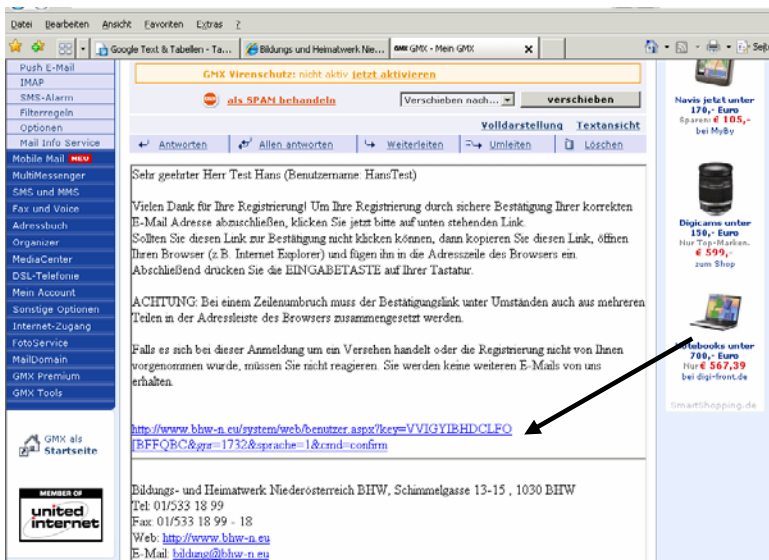 Datei Bearbeiten Ansicht Favoriten Extras ?
Google Text & Tabellen - Ta...
Bildungs und Heimatwerk Nie...
GMX GMX - Mein GMX
Push E-Mail
IMAP
SMS-Alarm
Filterregeln
Optionen
Mail Info Service
Mobile Mail NEU
MultiMessenger
SMS und MMS
Fax und Voice
Adressbuch
Organizer
MediaCenter
DSL-Telefonie
Mein Account
Sonstige Optionen
Internet-Zugang
FotoService
MailDomain
GMX Premium
GMX Tools
GMX als
Startseite
MEMBER OF
united
internet
GMX Virenschutz: nicht aktiv jetzt aktivieren
als SPAM behandeln
Verschieben nach...
verschieben
Volldarstellung Textansicht
Antworten Allen antworten Weiterleiten Umleiten Löschen
Sehr geehrter Herr Test Hans (Benutzername: HansTest)
Vielen Dank für Ihre Registrierung! Um Ihre Registrierung durch sichere Bestätigung Ihrer korrekten
E-Mail Adresse abzuschließen, klicken Sie jetzt bitte auf unten stehenden Link.
Sollten Sie diesen Link zur Bestätigung nicht klicken können, dann kopieren Sie diesen Link, öffnen
Ihren Browser (z.B. Internet Explorer) und fügen ihn in die Adresszeile des Browsers ein.
Abschließend drücken Sie die EINGABETASTE auf Ihrer Tastatur.
ACHTUNG: Bei einem Zeilenumbruch muss der Bestätigungslink unter Umständen auch aus mehreren
Teilen in der Adressleiste des Browsers zusammengesetzt werden.
Falls es sich bei dieser Anmeldung um ein Versehen handelt oder die Registrierung nicht von Ihnen
vorgenommen wurde, müssen Sie nicht reagieren. Sie werden keine weiteren E-Mails von uns
erhalten.
http://www.bhw-n.eu/system/web/benutzer.aspx?key=VVIGYIBHDCLFO
[BFFQBC&gnr=1732&sprache=1&cmd=confirm
Bildungs- und Heimatwerk Niederösterreich BHW, Schimmelgasse 13-15 , 1030 BHW
Tel: 01/533 18 99
Fax: 01/533 18 99 - 18
Web: http://www.bhw-n.eu
E-Mail: bildung@bhw-n.eu
Navis jetzt unter
170,- Euro
Sparen: € 105,-
bei MyBy
Digicams unter
150,- Euro
Nur Top-Marken.
€ 599,-
zum Shop
Notebooks unter
700,- Euro
Nur € 567,39
bei digi-front.de
SmartShopping.de